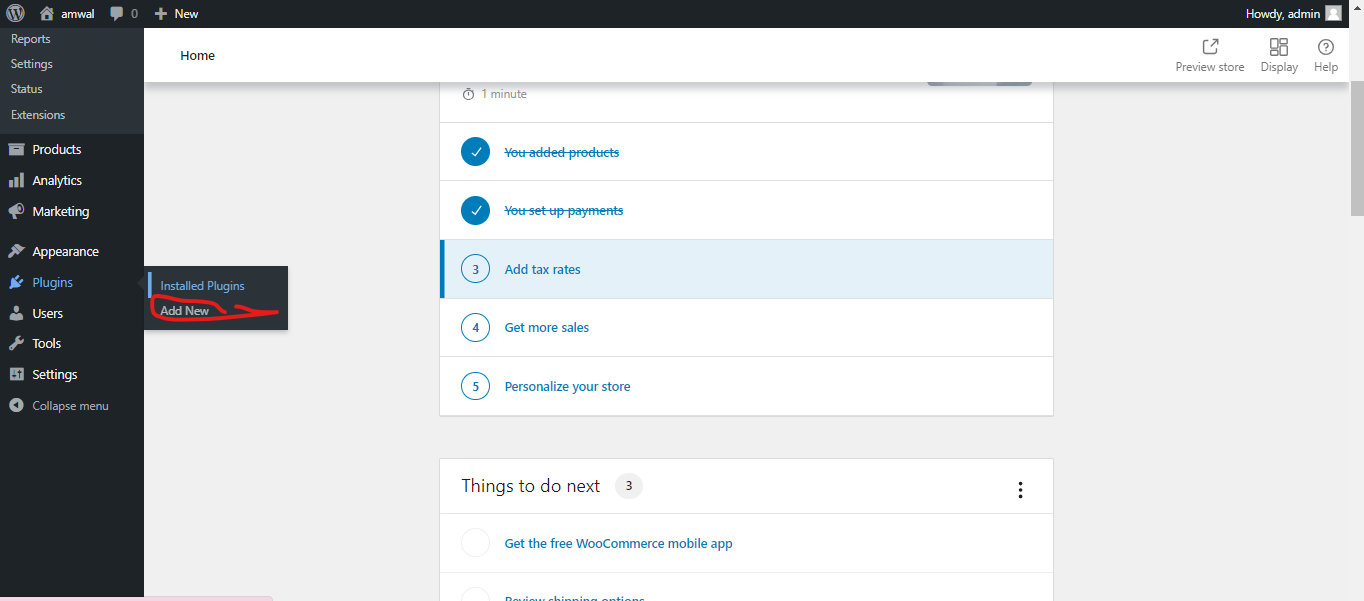 amwal 0 New Howdy, admin
Reports
Settings
Status
Extensions
Products
Analytics
Marketing
Appearance
Plugins
Users
Tools
Settings
Collapse menu
Installed Plugins
Add New
Home
Preview store
Display
Help
1 minute
You added products
You set up payments
3 Add tax rates
4 Get more sales
5 Personalize your store
Things to do next 3
Get the free WooCommerce mobile app
Review shipping options